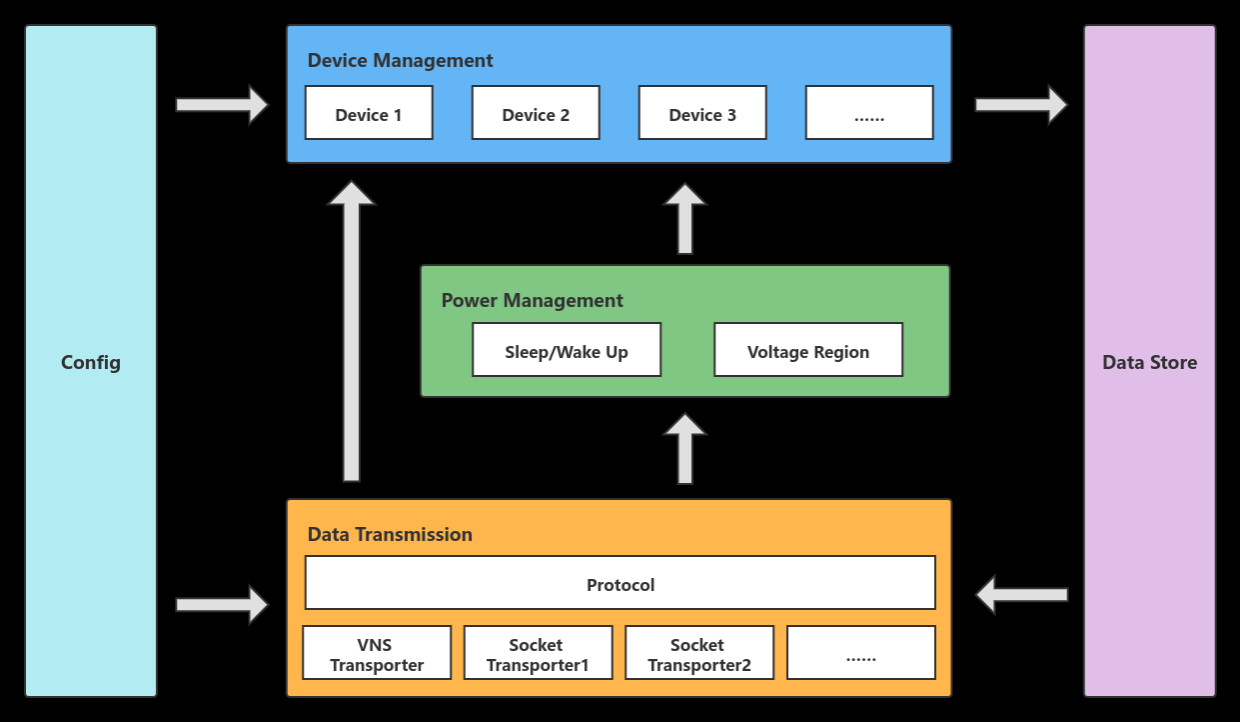 Config
Device Management
Device 1
Device 2
Device 3
......
Power Management
Sleep/Wake Up
Voltage Region
Data Transmission
Protocol
VNS
Transporter
Socket
Transporter1
Socket
Transporter2
......
Data Store